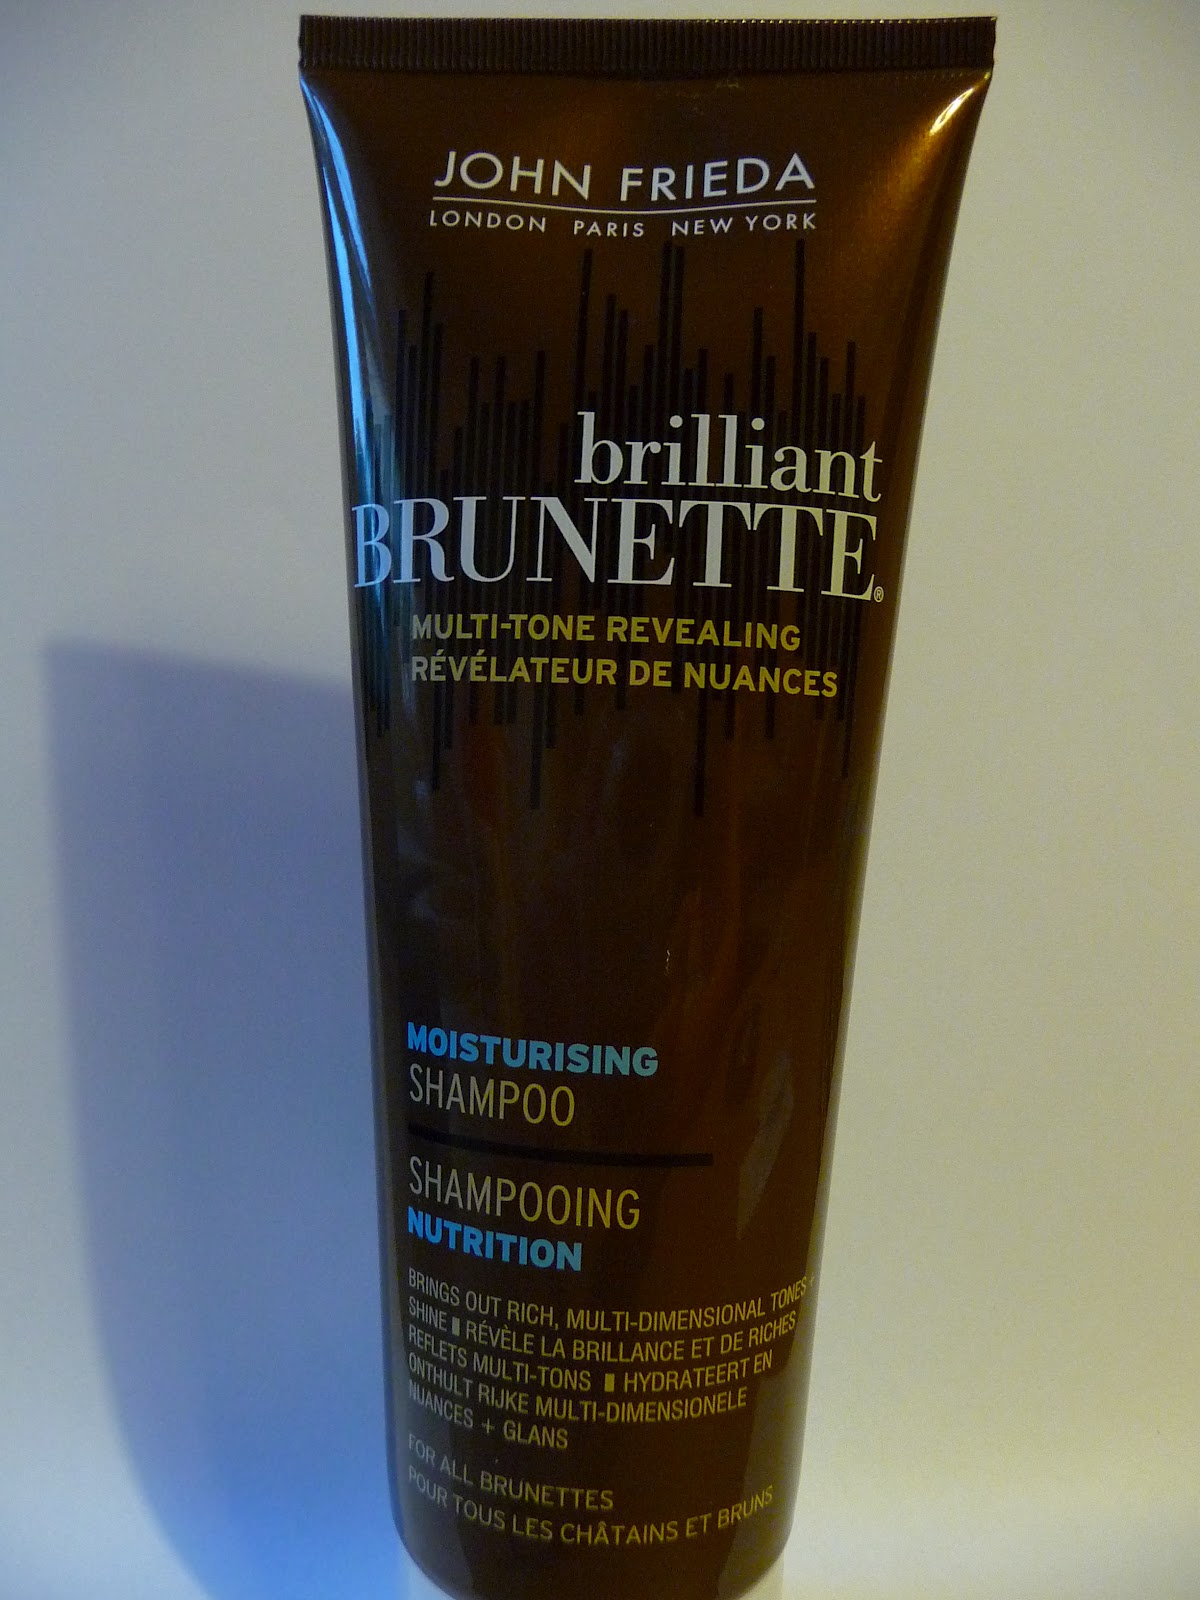 JOHN FRIEDA
LONDON PARIS NEW YORK
brilliant
BRUNETTE®
MULTI-TONE REVEALING
RÉVÉLATEUR DE NUANCES
MOISTURISING
SHAMPOO
SHAMPOOING
NUTRITION
BRINGS OUT RICH, MULTI-DIMENSIONAL TONES +
SHINE ▮ RÉVÈLE LA BRILLANCE ET DE RICHES
REFLETS MULTI-TONS ▮ HYDRATEERT EN
ONTHULT RIJKE MULTI-DIMENSIONELE
NUANCES + GLANS
FOR ALL BRUNETTES
POUR TOUS LES CHÂTAINS ET BRUNS